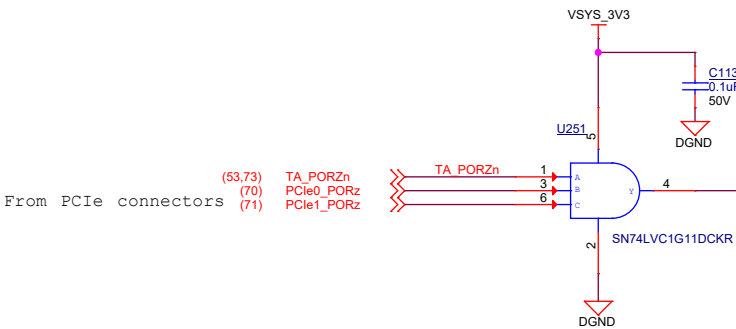 VSYS_3V3
C113
0.1uF
50V
DGND
U251
5
(53,73) TA_PORZn TA_PORZn 1 A
(70) PCIe0_PORz 3 B Y 4
From PCIe connectors (71) PCIe1_PORz 6 C
2
SN74LVC1G11DCKR
DGND